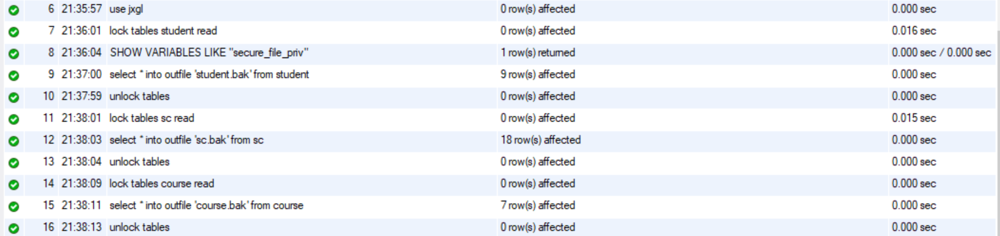 6 21:35:57 use jxgl 0 row(s) affected 0.000 sec
7 21:36:01 lock tables student read 0 row(s) affected 0.016 sec
8 21:36:04 SHOW VARIABLES LIKE "secure_file_priv" 1 row(s) returned 0.000 sec / 0.000 sec
9 21:37:00 select * into outfile 'student.bak' from student 9 row(s) affected 0.000 sec
10 21:37:59 unlock tables 0 row(s) affected 0.000 sec
11 21:38:01 lock tables sc read 0 row(s) affected 0.015 sec
12 21:38:03 select * into outfile 'sc.bak' from sc 18 row(s) affected 0.000 sec
13 21:38:04 unlock tables 0 row(s) affected 0.000 sec
14 21:38:09 lock tables course read 0 row(s) affected 0.000 sec
15 21:38:11 select * into outfile 'course.bak' from course 7 row(s) affected 0.000 sec
16 21:38:13 unlock tables 0 row(s) affected 0.000 sec